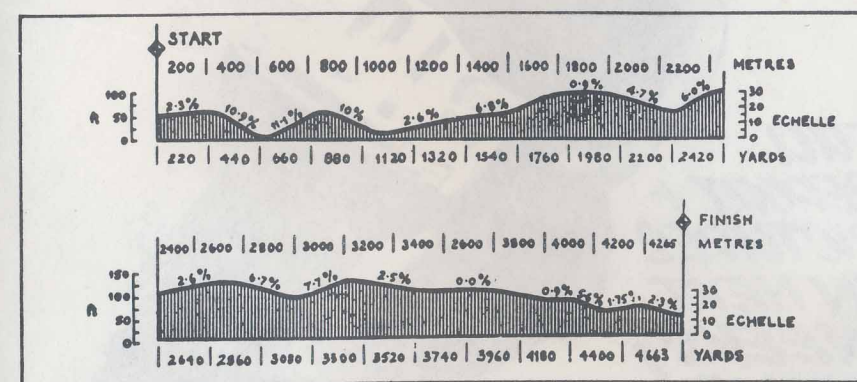 START
200 | 400 | 600 | 800 | 1000 | 1200 | 1400 | 1600 | 1800 | 2000 | 2200 | METRES
100
50
0
ft
2.3% 10.9% 11.1% 10% 2.6% 6.8% 0.9% 4.7% 6.0%
30
20
10
0
ECHELLE
| 220 | 440 | 660 | 880 | 1120 | 1320 | 1540 | 1760 | 1980 | 2200 | 2420 | YARDS
FINISH
| 2400 | 2600 | 2800 | 3000 | 3200 | 3400 | 2600 | 3800 | 4000 | 4200 | 4265 METRES
150
100
50
0
ft
2.6% 6.7% 7.7% 2.5% 0.0% 0.9% 5.5% 1.75% 2.3%
30
20
10
0
ECHELLE
| 2640 | 2860 | 3080 | 3300 | 3520 | 3740 | 3960 | 4180 | 4400 | 4663 | YARDS